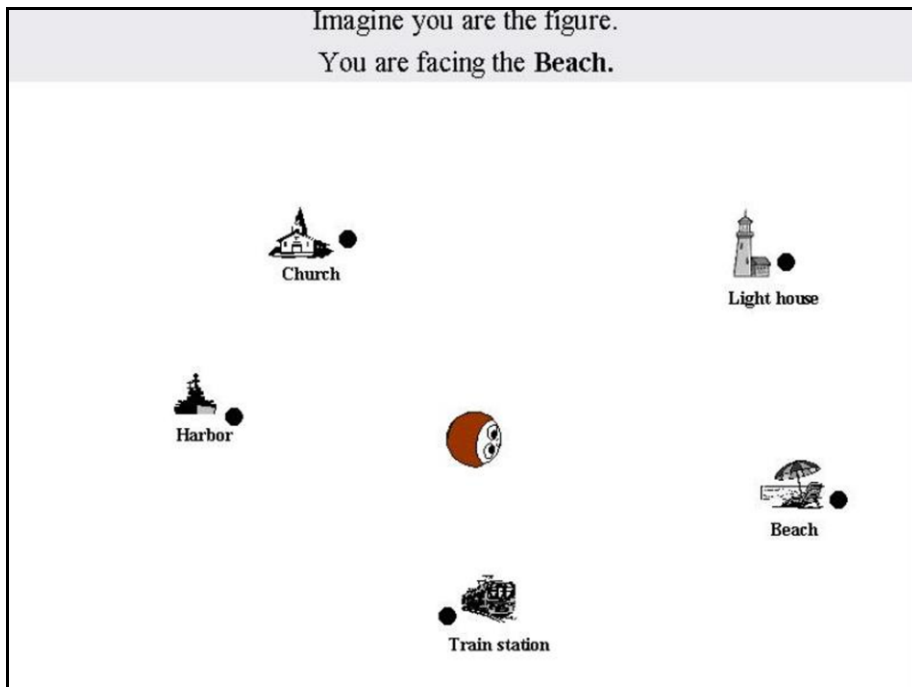 Imagine you are the figure.
You are facing the Beach.
Church
Light house
Harbor
Beach
Train station